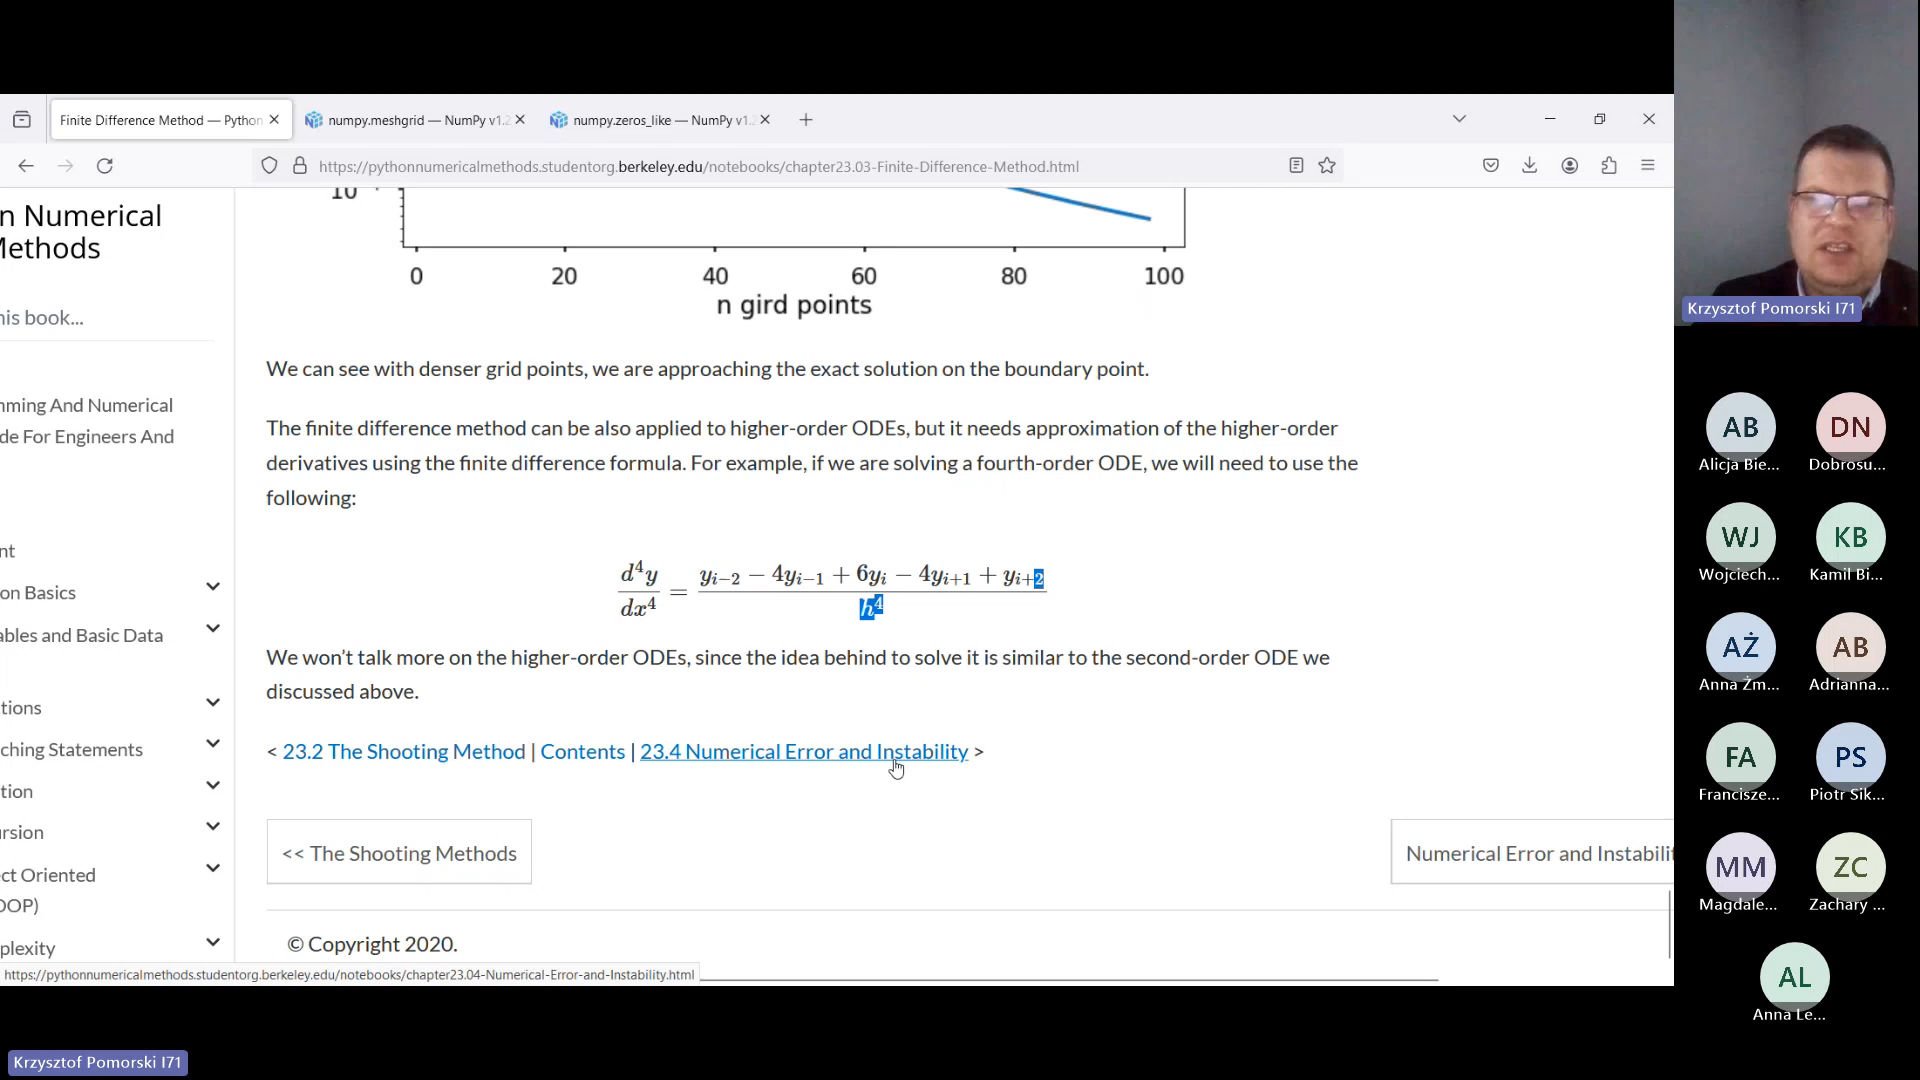 Finite Difference Method — Python
numpy.meshgrid — NumPy v1.2
numpy.zeros_like — NumPy v1.
https://pythonnumericalmethods.studentorg.berkeley.edu/notebooks/chapter23.03-Finite-Difference-Method.html
n Numerical
Methods
his book...
mming And Numerical
de For Engineers And
nt
on Basics
ables and Basic Data
tions
ching Statements
tion
ursion
ect Oriented
OOP)
plexity
10
0 20 40 60 80 100
n gird points
We can see with denser grid points, we are approaching the exact solution on the boundary point.
The finite difference method can be also applied to higher-order ODEs, but it needs approximation of the higher-order
derivatives using the finite difference formula. For example, if we are solving a fourth-order ODE, we will need to use the
following:
d⁴y/dx⁴ = (y_{i−2} − 4y_{i−1} + 6y_i − 4y_{i+1} + y_{i+2})/h⁴
We won’t talk more on the higher-order ODEs, since the idea behind to solve it is similar to the second-order ODE we
discussed above.
< 23.2 The Shooting Method | Contents | 23.4 Numerical Error and Instability >
<< The Shooting Methods
Numerical Error and Instabilit
© Copyright 2020.
https://pythonnumericalmethods.studentorg.berkeley.edu/notebooks/chapter23.04-Numerical-Error-and-Instability.html
Krzysztof Pomorski I71
AB
Alicja Bie...
DN
Dobrosu...
WJ
Wojciech...
KB
Kamil Bi...
AŻ
Anna Żm...
AB
Adrianna...
FA
Francisze...
PS
Piotr Sik...
MM
Magdale...
ZC
Zachary ...
AL
Anna Le...
Krzysztof Pomorski I71